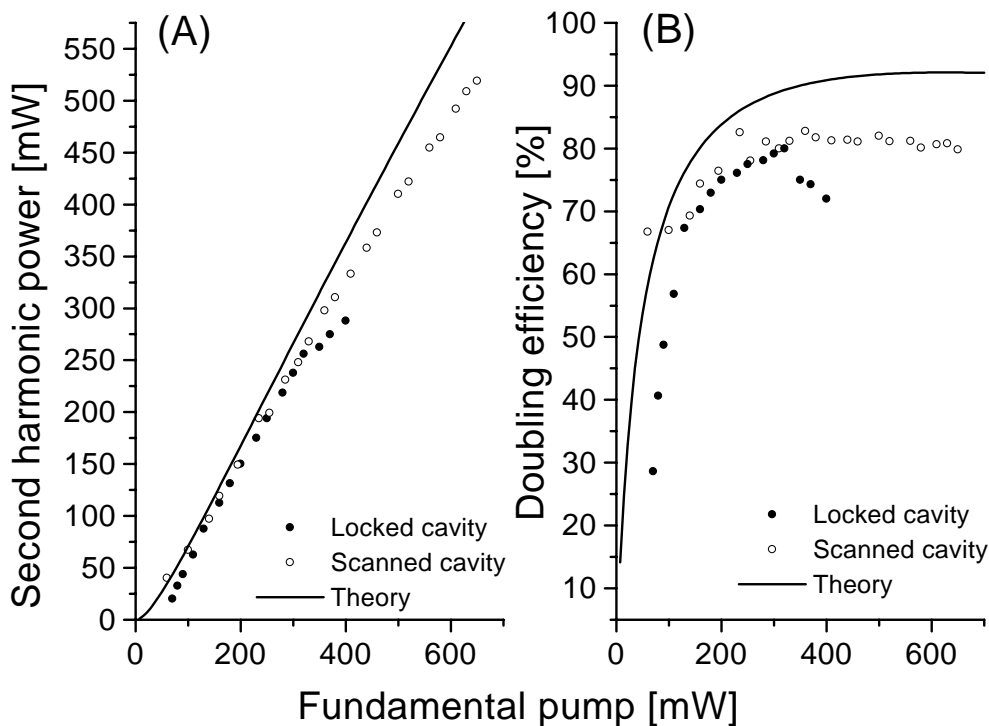 (A)
(B)
Second harmonic power [mW]
550
500
450
400
350
300
250
200
150
100
50
0
0 200 400 600
Locked cavity
Scanned cavity
Theory
Doubling efficiency [%]
100
90
80
70
60
50
40
30
20
10
0 200 400 600
Locked cavity
Scanned cavity
Theory
Fundamental pump [mW]